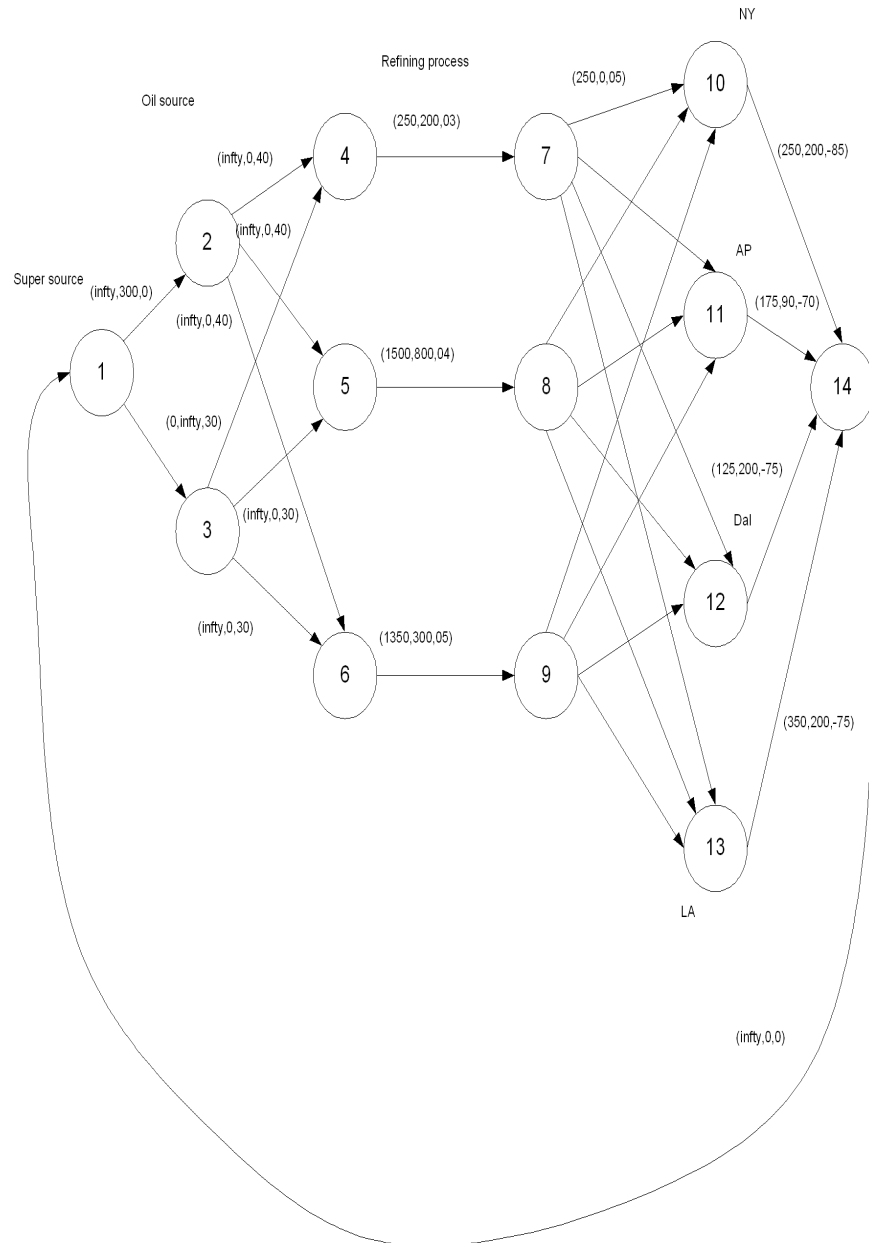 NY
Refining process
(250,0,05)
10
Oil source
(250,200,03)
(infty,0,40)
4
7
(250,200,-85)
(infty,0,40)
2
AP
Super source
(infty,300,0)
(175,90,-70)
11
(infty,0,40)
(1500,800,04)
1
5
8
14
(0,infty,30)
(125,200,-75)
(infty,0,30)
Dal
3
12
(infty,0,30)
(1350,300,05)
6
9
(350,200,-75)
13
LA
(infty,0,0)